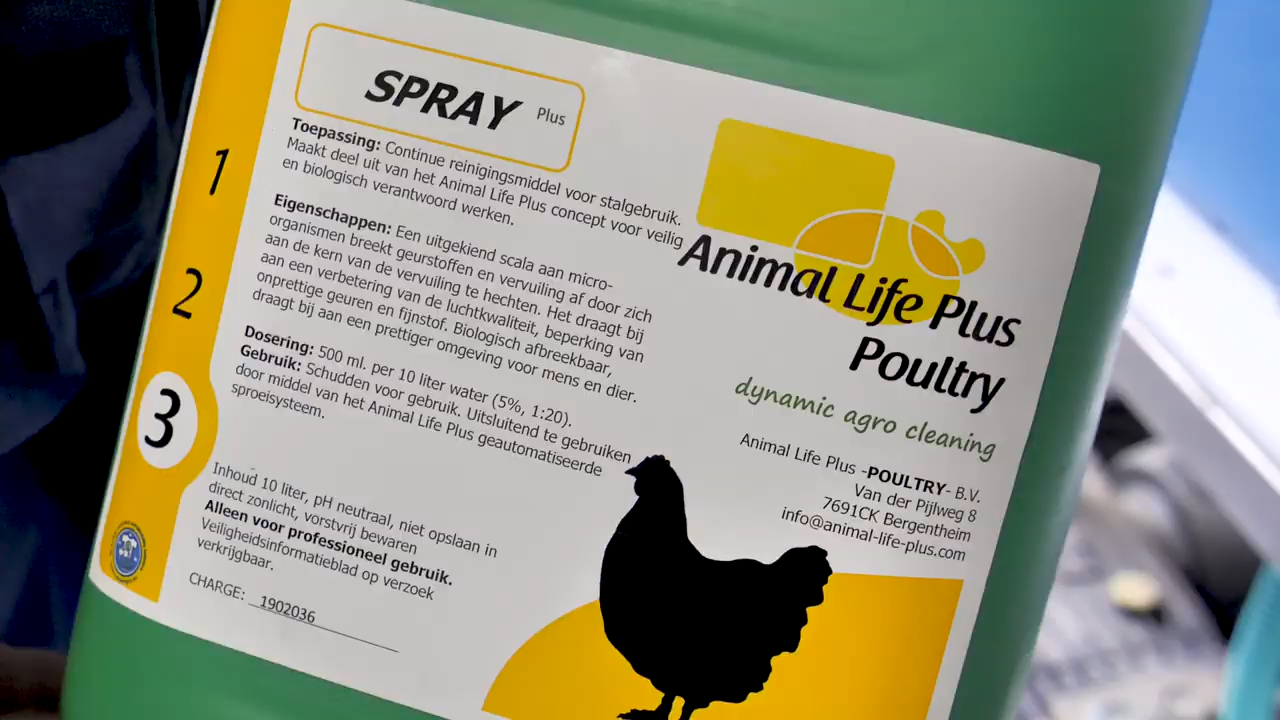 SPRAY Plus
Toepassing: Continue reinigingsmiddel voor stalgebruik.
Maakt deel uit van het Animal Life Plus concept voor veilig
en biologisch verantwoord werken.
Eigenschappen: Een uitgekiend scala aan micro-
organismen breekt geurstoffen en vervuiling af door zich
aan de kern van de vervuiling te hechten. Het draagt bij
aan een verbetering van de luchtkwaliteit, beperking van
onprettige geuren en fijnstof. Biologisch afbreekbaar,
draagt bij aan een prettiger omgeving voor mens en dier.
Dosering: 500 ml. per 10 liter water (5%, 1:20).
Gebruik: Schudden voor gebruik. Uitsluitend te gebruiken
door middel van het Animal Life Plus geautomatiseerde
sproeisysteem.
Inhoud 10 liter, pH neutraal, niet opslaan in
direct zonlicht, vorstvrij bewaren
Alleen voor professioneel gebruik.
Veiligheidsinformatieblad op verzoek
verkrijgbaar.
CHARGE: 1902036
1
2
3
Animal Life Plus
Poultry
dynamic agro cleaning
Animal Life Plus -POULTRY- B.V.
Van der Pijlweg 8
7691CK Bergentheim
info@animal-life-plus.com